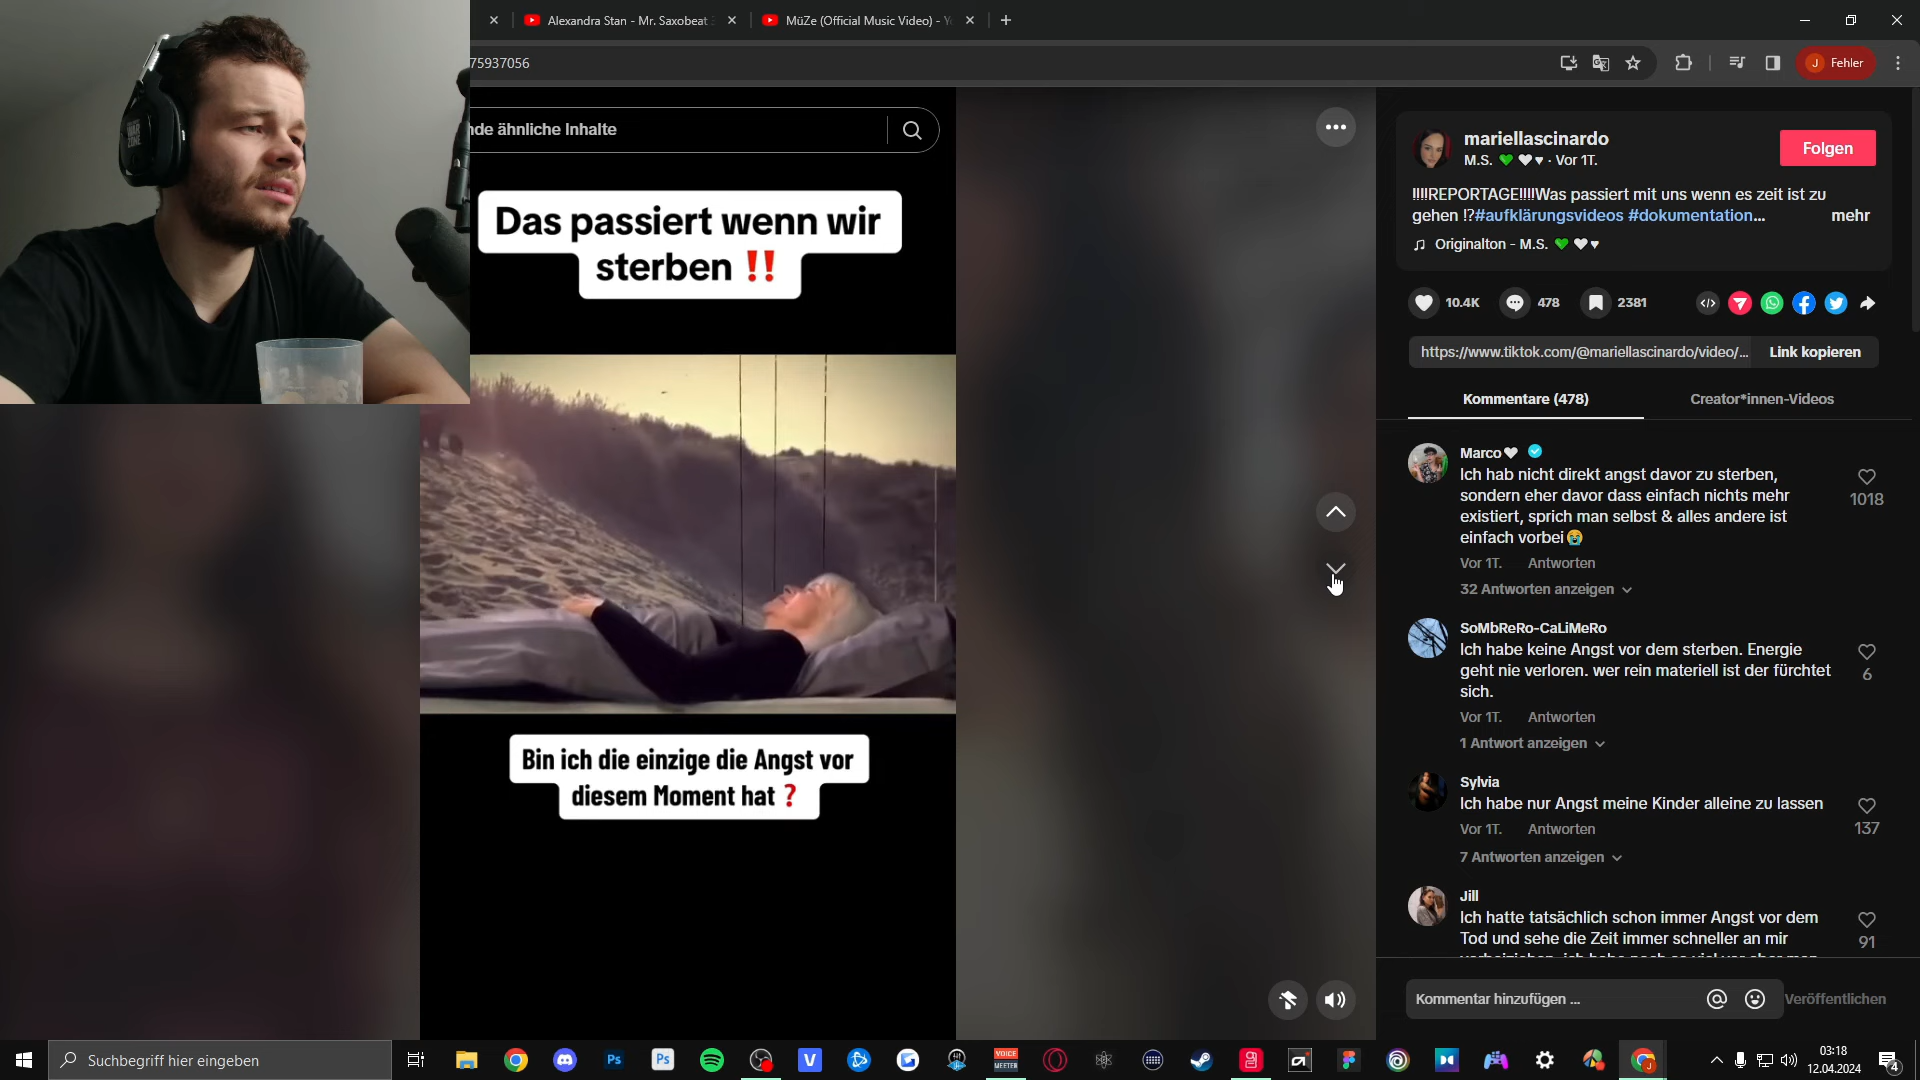 Alexandra Stan - Mr. Saxobeat
MüZe (Official Music Video) - Y
75937056
J Fehler
nde ähnliche Inhalte
Das passiert wenn wir
sterben ‼️
Bin ich die einzige die Angst vor
diesem Moment hat ❓
mariellascinardo
M.S. 💚🤍♥ · Vor 1T.
Folgen
!!!!REPORTAGE!!!!Was passiert mit uns wenn es zeit ist zu
gehen !?#aufklärungsvideos #dokumentation...
mehr
♫ Originalton - M.S. 💚🤍♥
10.4K
478
2381
https://www.tiktok.com/@mariellascinardo/video/...
Link kopieren
Kommentare (478)
Creator*innen-Videos
Marco🤍
Ich hab nicht direkt angst davor zu sterben,
sondern eher davor dass einfach nichts mehr
existiert, sprich man selbst & alles andere ist
einfach vorbei😭
1018
Vor 1T. Antworten
32 Antworten anzeigen
SoMbReRo-CaLiMeRo
Ich habe keine Angst vor dem sterben. Energie
geht nie verloren. wer rein materiell ist der fürchtet
sich.
6
Vor 1T. Antworten
1 Antwort anzeigen
Sylvia
Ich habe nur Angst meine Kinder alleine zu lassen
137
Vor 1T. Antworten
7 Antworten anzeigen
Jill
Ich hatte tatsächlich schon immer Angst vor dem
Tod und sehe die Zeit immer schneller an mir
91
Kommentar hinzufügen ...
Veröffentlichen
Suchbegriff hier eingeben
Ps
Ps
VOICE
MEETER
03:18
12.04.2024
4